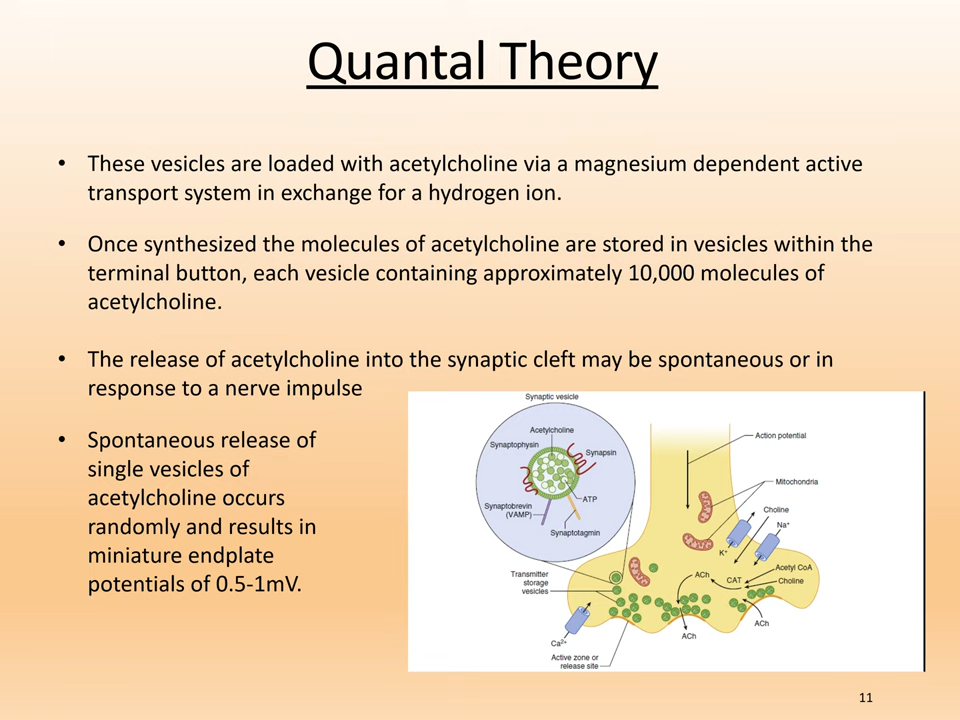 Quantal Theory
• These vesicles are loaded with acetylcholine via a magnesium dependent active
transport system in exchange for a hydrogen ion.
• Once synthesized the molecules of acetylcholine are stored in vesicles within the
terminal button, each vesicle containing approximately 10,000 molecules of
acetylcholine.
• The release of acetylcholine into the synaptic cleft may be spontaneous or in
response to a nerve impulse
• Spontaneous release of
single vesicles of
acetylcholine occurs
randomly and results in
miniature endplate
potentials of 0.5-1mV.
Synaptic vesicle
Acetylcholine
Synaptophysin
Synapsin
ATP
Synaptobrevin
(VAMP)
Synaptotagmin
Action potential
Mitochondria
Choline
Na⁺
K⁺
Transmitter
storage
vesicles
ACh
CAT
Acetyl CoA
Choline
ACh
ACh
Ca²⁺
Active zone or
release site
11